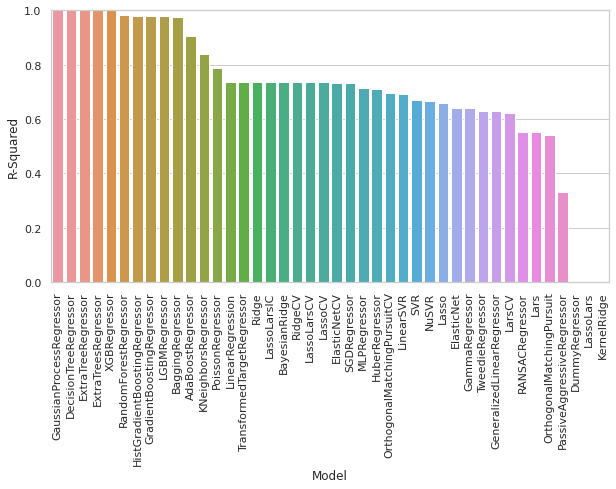 1.0
0.8
0.6
0.4
0.2
0.0
R-Squared
GaussianProcessRegressor
DecisionTreeRegressor
ExtraTreeRegressor
ExtraTreesRegressor
XGBRegressor
RandomForestRegressor
HistGradientBoostingRegressor
GradientBoostingRegressor
LGBMRegressor
BaggingRegressor
AdaBoostRegressor
KNeighborsRegressor
PoissonRegressor
LinearRegression
TransformedTargetRegressor
Ridge
LassoLarsIC
BayesianRidge
RidgeCV
LassoLarsCV
LassoCV
ElasticNetCV
SGDRegressor
MLPRegressor
HuberRegressor
OrthogonalMatchingPursuitCV
LinearSVR
SVR
NuSVR
Lasso
ElasticNet
GammaRegressor
TweedieRegressor
GeneralizedLinearRegressor
LarsCV
RANSACRegressor
Lars
OrthogonalMatchingPursuit
PassiveAggressiveRegressor
DummyRegressor
LassoLars
KernelRidge
Model